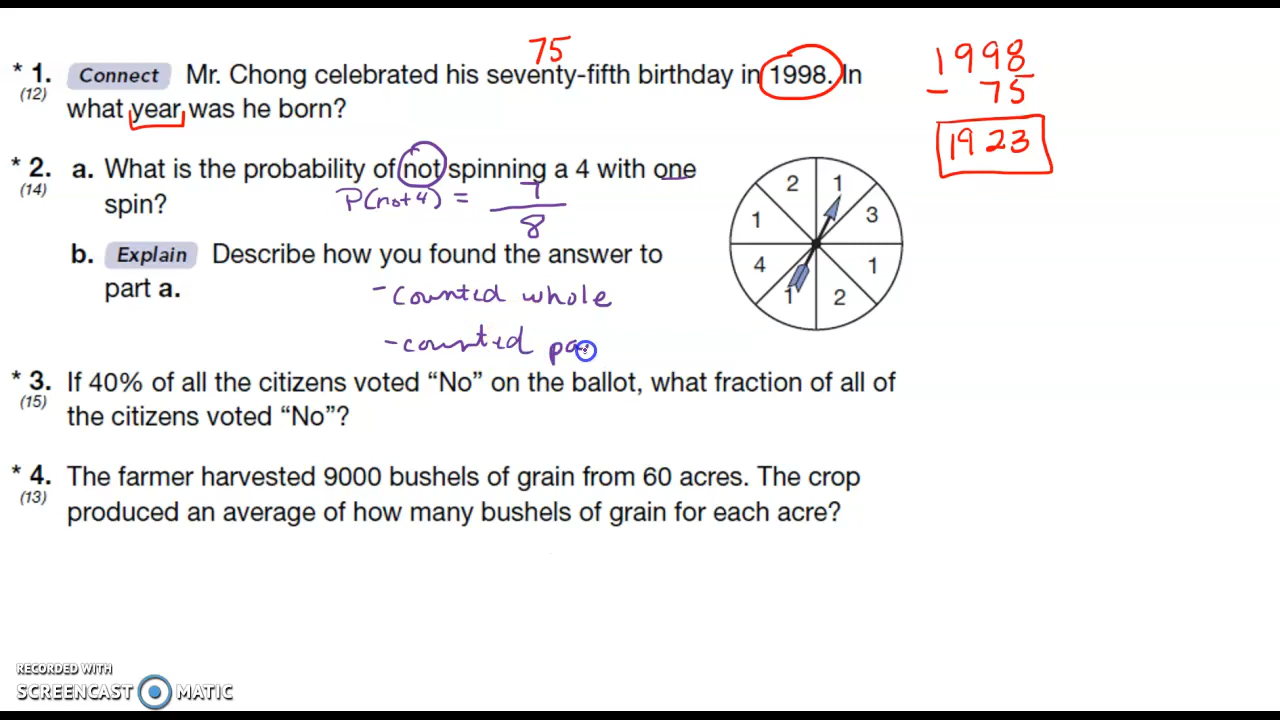 75
* 1. Connect Mr. Chong celebrated his seventy-fifth birthday in 1998. In
(12) what year was he born?
1998
- 75
1923
* 2. a. What is the probability of not spinning a 4 with one
(14) spin?
P(not 4) = 7
8
b. Explain Describe how you found the answer to
part a.
- counted whole
- counted pa
2 1
1 3
4 1
1 2
* 3. If 40% of all the citizens voted “No” on the ballot, what fraction of all of
(15) the citizens voted “No”?
* 4. The farmer harvested 9000 bushels of grain from 60 acres. The crop
(13) produced an average of how many bushels of grain for each acre?
RECORDED WITH
SCREENCAST MATIC